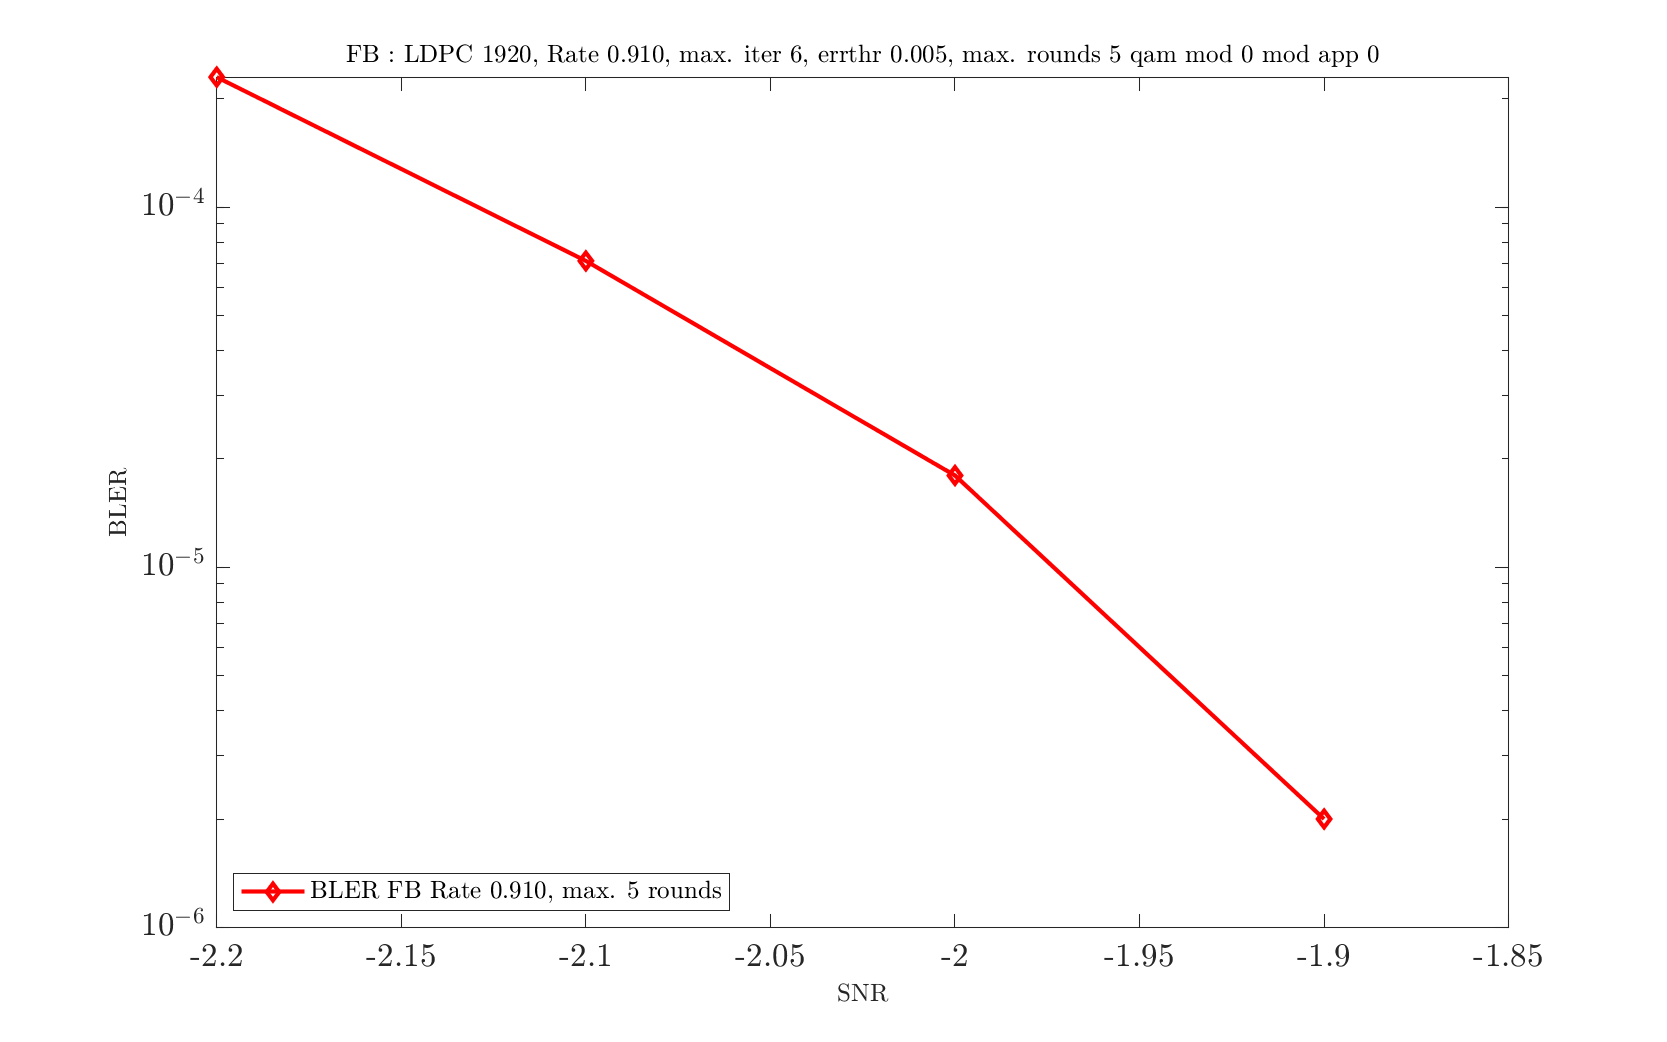 FB : LDPC 1920, Rate 0.910, max. iter 6, errthr 0.005, max. rounds 5 qam mod 0 mod app 0
10⁻⁴
10⁻⁵
10⁻⁶
BLER
BLER FB Rate 0.910, max. 5 rounds
-2.2 -2.15 -2.1 -2.05 -2 -1.95 -1.9 -1.85
SNR